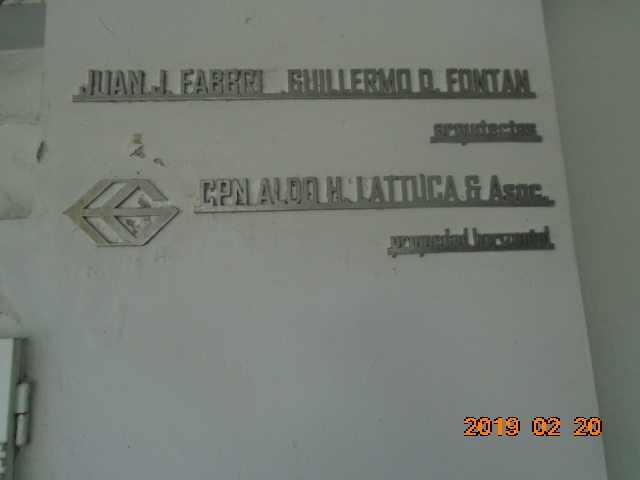 JUAN J. FABBRI .GUILLERMO D. FONTAN
arquitectos
CPN ALDO H. LATTUCA & Asoc.
propiedad horizontal
2019 02 20